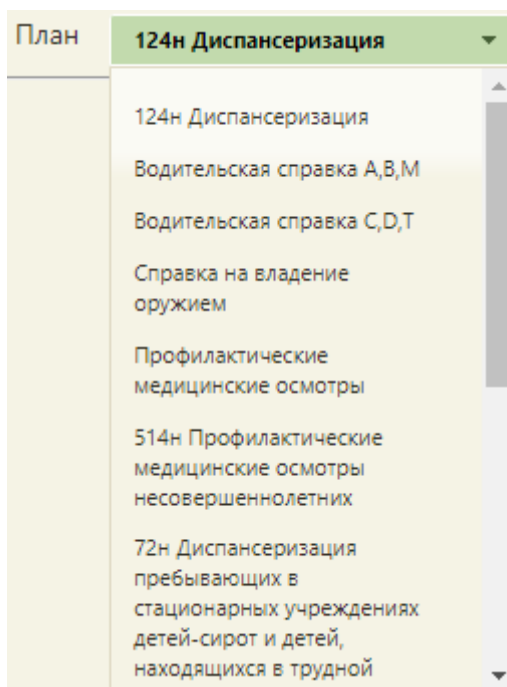 План
124н Диспансеризация
124н Диспансеризация
Водительская справка A,B,M
Водительская справка C,D,T
Справка на владение
оружием
Профилактические
медицинские осмотры
514н Профилактические
медицинские осмотры
несовершеннолетних
72н Диспансеризация
пребывающих в
стационарных учреждениях
детей-сирот и детей,
находящихся в трудной